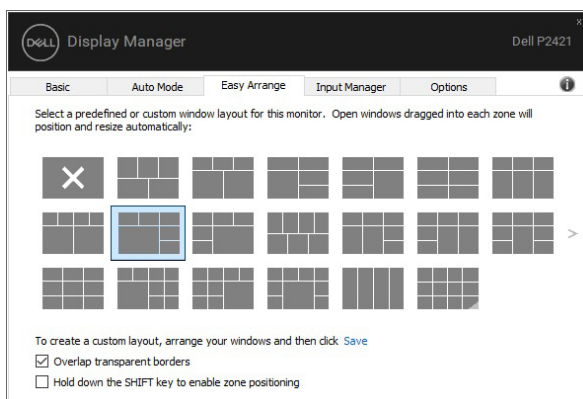 DELL Display Manager
Dell P2421
x
Basic
Auto Mode
Easy Arrange
Input Manager
Options
i
Select a predefined or custom window layout for this monitor. Open windows dragged into each zone will
position and resize automatically:
>
To create a custom layout, arrange your windows and then click Save
Overlap transparent borders
Hold down the SHIFT key to enable zone positioning